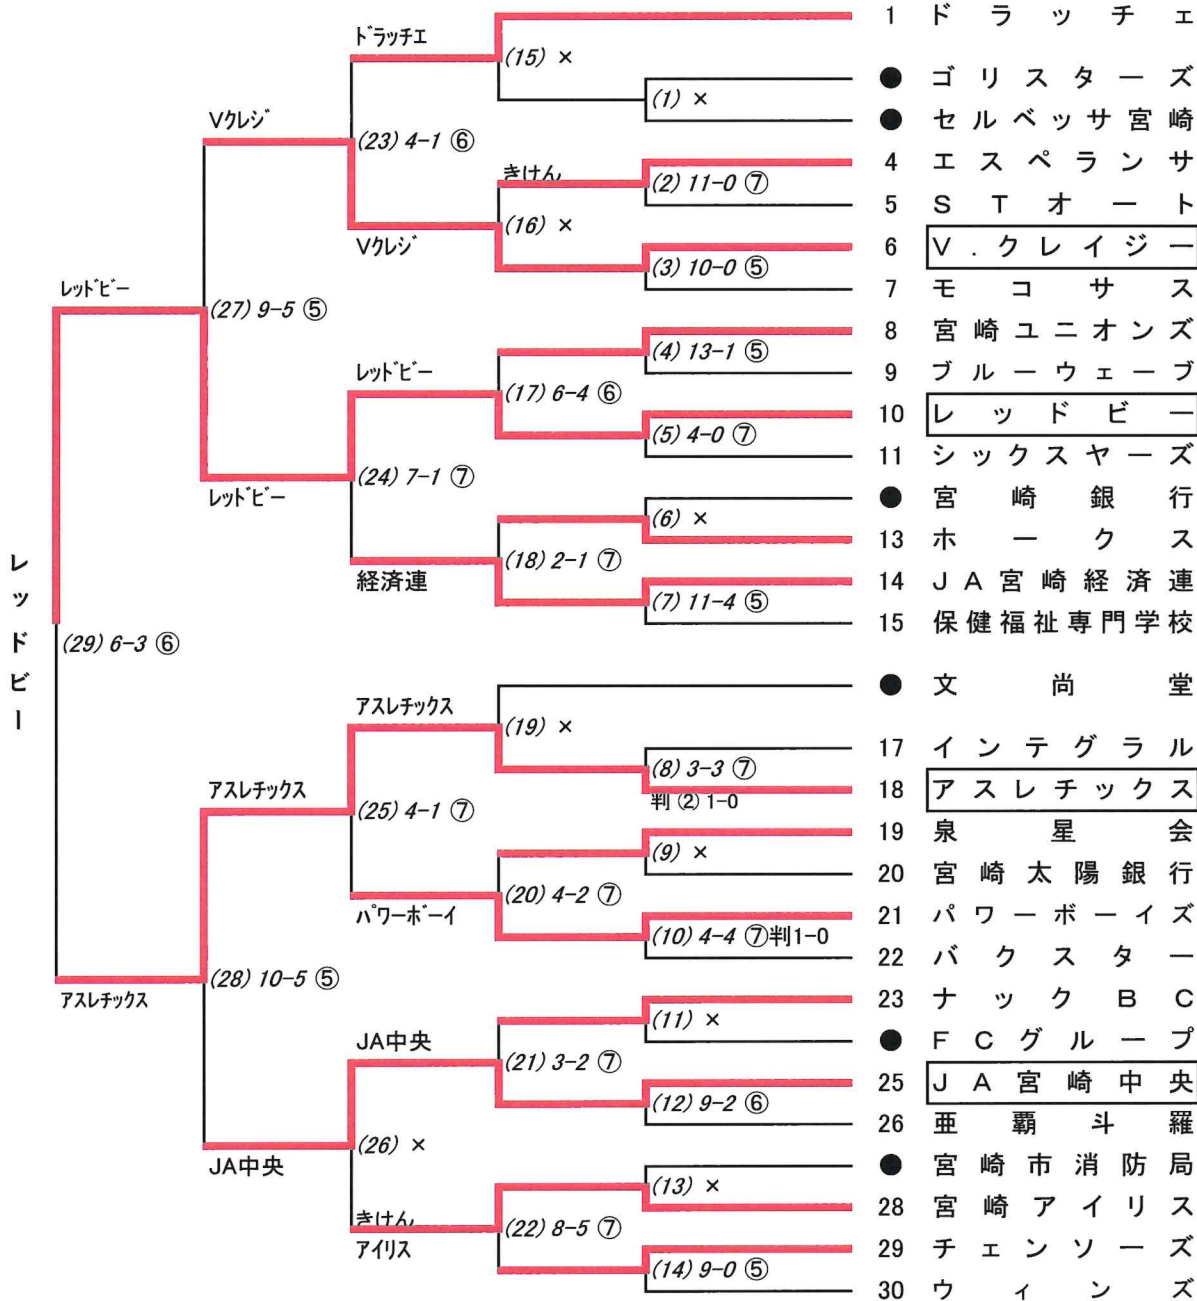 1 ドラッチェ
ドラッチエ
(15) ×
● ゴリスターズ
(1) ×
Vクレジ
● セルベッサ宮崎
(23) 4-1 ⑥
4 エスペランサ
きけん
(2) 11-0 ⑦
5 STオート
(16) ×
6 V.クレイジー
Vクレジ
(3) 10-0 ⑤
7 モコサス
レッドビー
(27) 9-5 ⑤
8 宮崎ユニオンズ
(4) 13-1 ⑤
9 ブルーウェーブ
レッドビー
(17) 6-4 ⑥
10 レッドビー
(5) 4-0 ⑦
11 シックスヤーズ
(24) 7-1 ⑦
レッドビー
● 宮崎銀行
(6) ×
13 ホークス
(18) 2-1 ⑦
経済連
14 JA宮崎経済連
(7) 11-4 ⑤
15 保健福祉専門学校
レッドビー
(29) 6-3 ⑥
● 文尚堂
アスレチックス
(19) ×
17 インテグラル
(8) 3-3 ⑦
判(2) 1-0
18 アスレチックス
アスレチックス
(25) 4-1 ⑦
19 泉星会
(9) ×
20 宮崎太陽銀行
(20) 4-2 ⑦
パワーボーイ
21 パワーボーイズ
(10) 4-4 ⑦判1-0
22 バクスター
(28) 10-5 ⑤
アスレチックス
23 ナックBC
(11) ×
● FCグループ
JA中央
(21) 3-2 ⑦
25 JA宮崎中央
(12) 9-2 ⑥
26 亜覇斗羅
(26) ×
JA中央
● 宮崎市消防局
(13) ×
28 宮崎アイリス
きけん
アイリス
(22) 8-5 ⑦
29 チェンソーズ
(14) 9-0 ⑤
30 ウィンズ